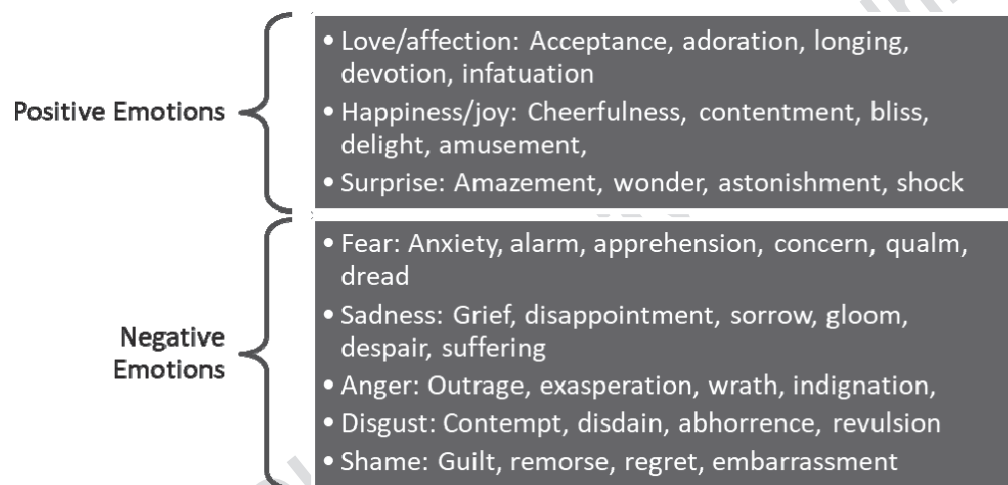 Positive Emotions
• Love/affection: Acceptance, adoration, longing,
devotion, infatuation
• Happiness/joy: Cheerfulness, contentment, bliss,
delight, amusement,
• Surprise: Amazement, wonder, astonishment, shock
Negative
Emotions
• Fear: Anxiety, alarm, apprehension, concern, qualm,
dread
• Sadness: Grief, disappointment, sorrow, gloom,
despair, suffering
• Anger: Outrage, exasperation, wrath, indignation,
• Disgust: Contempt, disdain, abhorrence, revulsion
• Shame: Guilt, remorse, regret, embarrassment